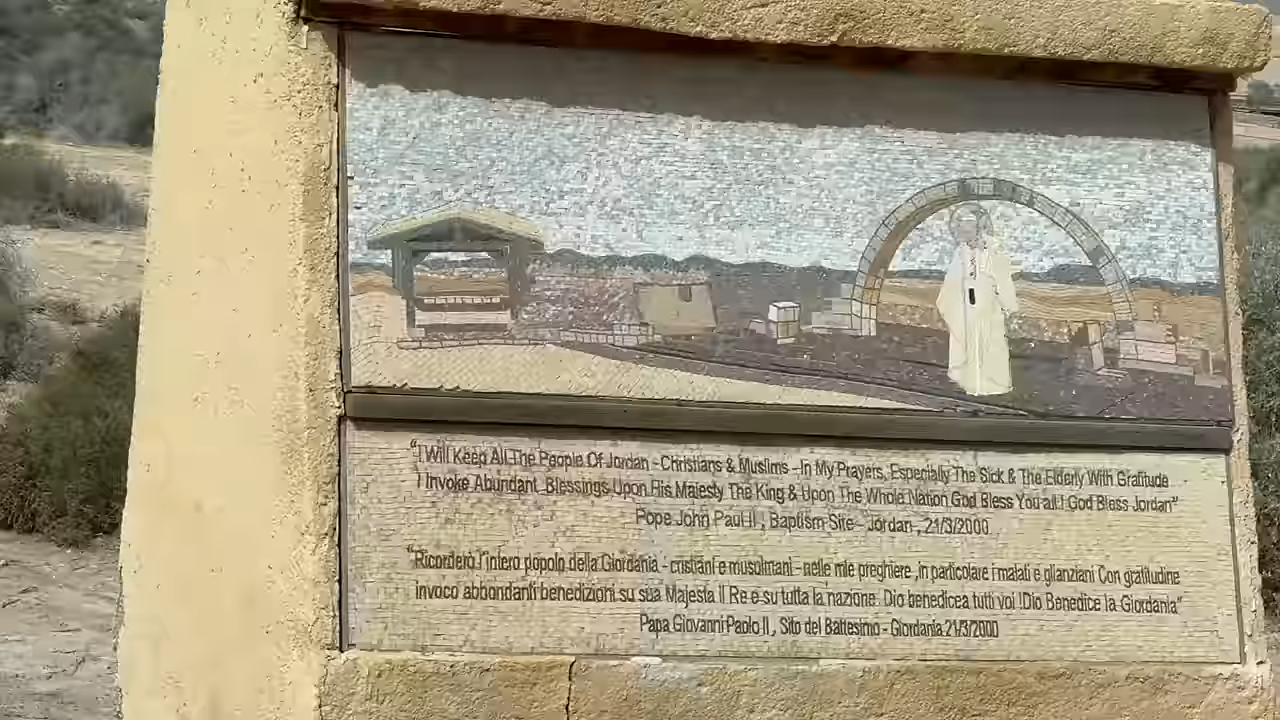 "I Will Keep All The People Of Jordan - Christians & Muslims - In My Prayers, Especially The Sick & The Elderly With Gratitude
I Invoke Abundant Blessings Upon His Majesty The King & Upon The Whole Nation God Bless You all! God Bless Jordan"
Pope John Paul II , Baptism Site - Jordan , 21/3/2000
"Ricorderò l'intero popolo della Giordania - cristiani e musulmani - nelle mie preghiere ,in particolare i malati e gli anziani Con gratitudine
invoco abbondanti benedizioni su sua Majesta il Re e su tutta la nazione. Dio benedicea tutti voi !Dio Benedice la Giordania"
Papa Giovanni Paolo II , Sito del Battesimo - Giordania 21/3/2000